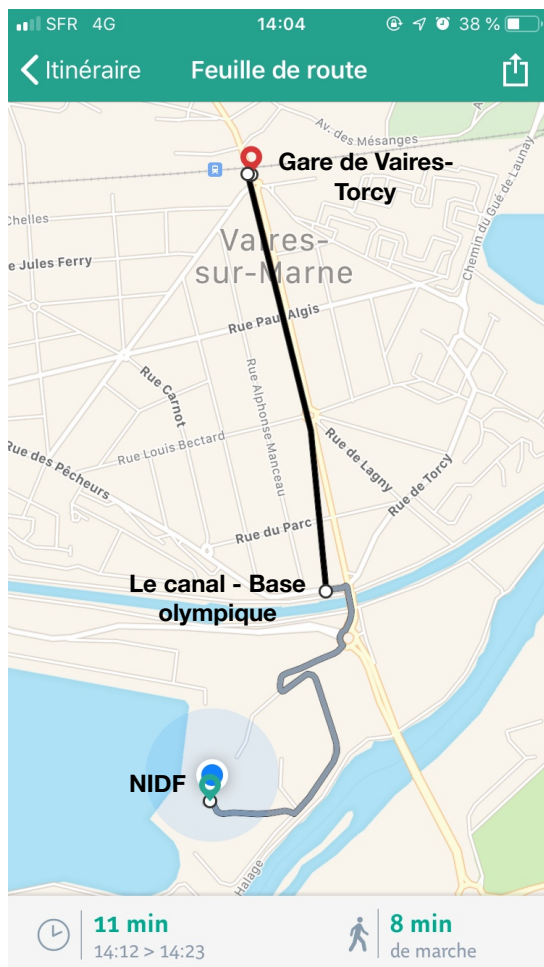 SFR 4G 14:04 38 %
Itinéraire Feuille de route
Av. des Mésanges
Gare de Vaires-
Torcy
Chemin du Gué de Launay
Chelles
Vaires-
sur-Marne
e Jules Ferry
Rue Paul Algis
Rue Carnot
Rue Alphonse Manceau
Rue Louis Bectard
Rue de Lagny
Rue des Pêcheurs
Rue de Torcy
Rue du Parc
Le canal - Base
olympique
NIDF
Halage
11 min
14:12 > 14:23
8 min
de marche